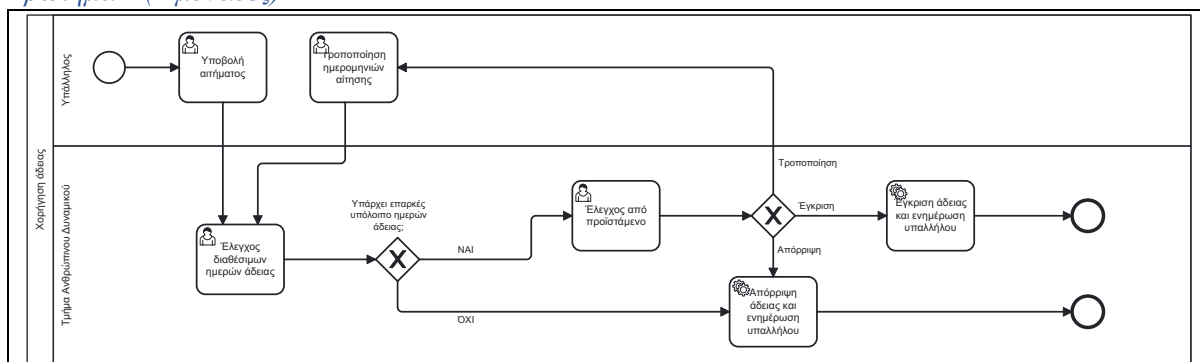 Χορήγηση άδειας
Υπάλληλος
Υποβολή
αιτήματος
Τροποποίηση
ημερομηνιών
αίτησης
Τμήμα Ανθρώπινου Δυναμικού
Έλεγχος
διαθέσιμων
ημερών άδειας
Υπάρχει επαρκές
υπόλοιπο ημερών
άδειας;
ΝΑΙ
ΌΧΙ
Έλεγχος από
προϊστάμενο
Τροποποίηση
Έγκριση
Απόρριψη
Έγκριση άδειας
και ενημέρωση
υπαλλήλου
Απόρριψη
άδειας και
ενημέρωση
υπαλλήλου